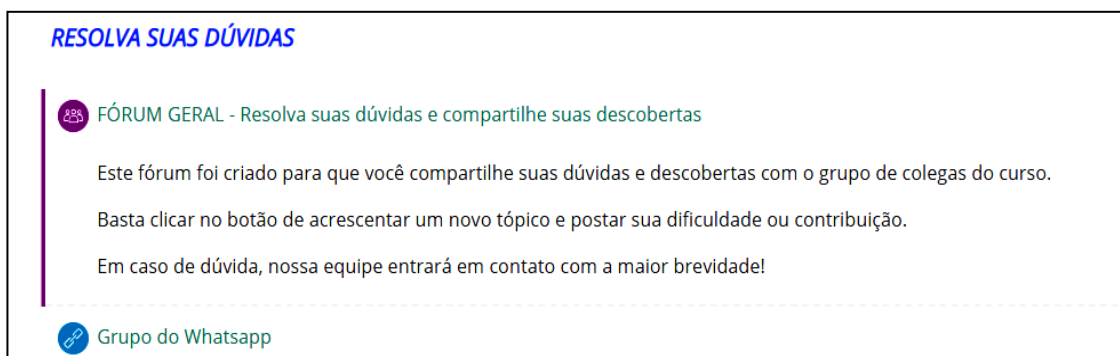 RESOLVA SUAS DÚVIDAS
FÓRUM GERAL - Resolva suas dúvidas e compartilhe suas descobertas
Este fórum foi criado para que você compartilhe suas dúvidas e descobertas com o grupo de colegas do curso.
Basta clicar no botão de acrescentar um novo tópico e postar sua dificuldade ou contribuição.
Em caso de dúvida, nossa equipe entrará em contato com a maior brevidade!
Grupo do Whatsapp